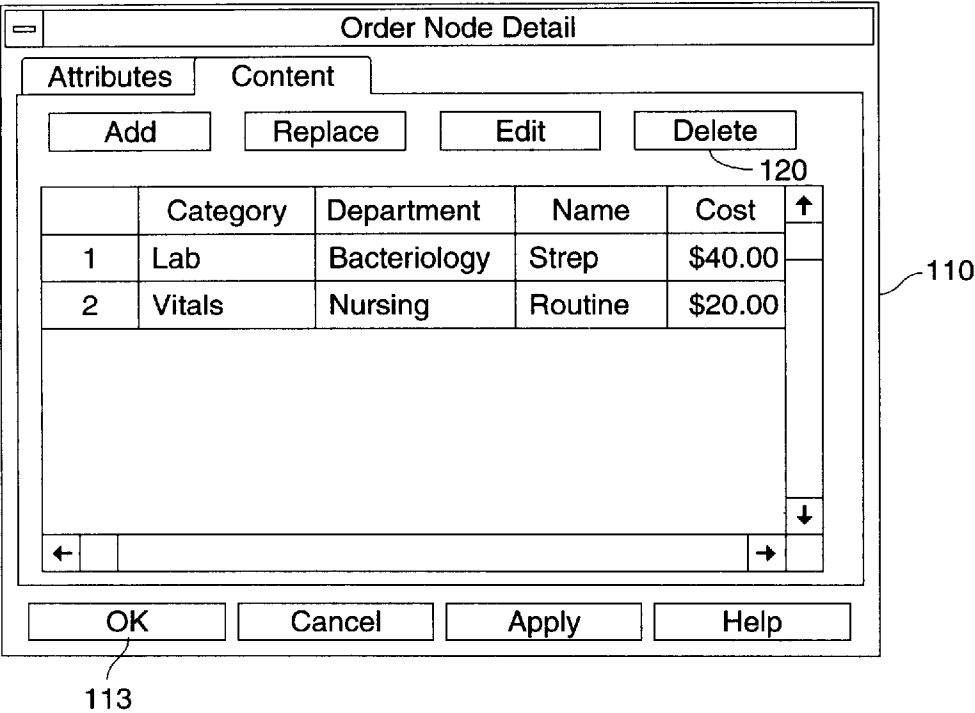 Order Node Detail
Attributes Content
Add Replace Edit Delete
120
Category Department Name Cost
1 Lab Bacteriology Strep $40.00
110
2 Vitals Nursing Routine $20.00
OK Cancel Apply Help
113